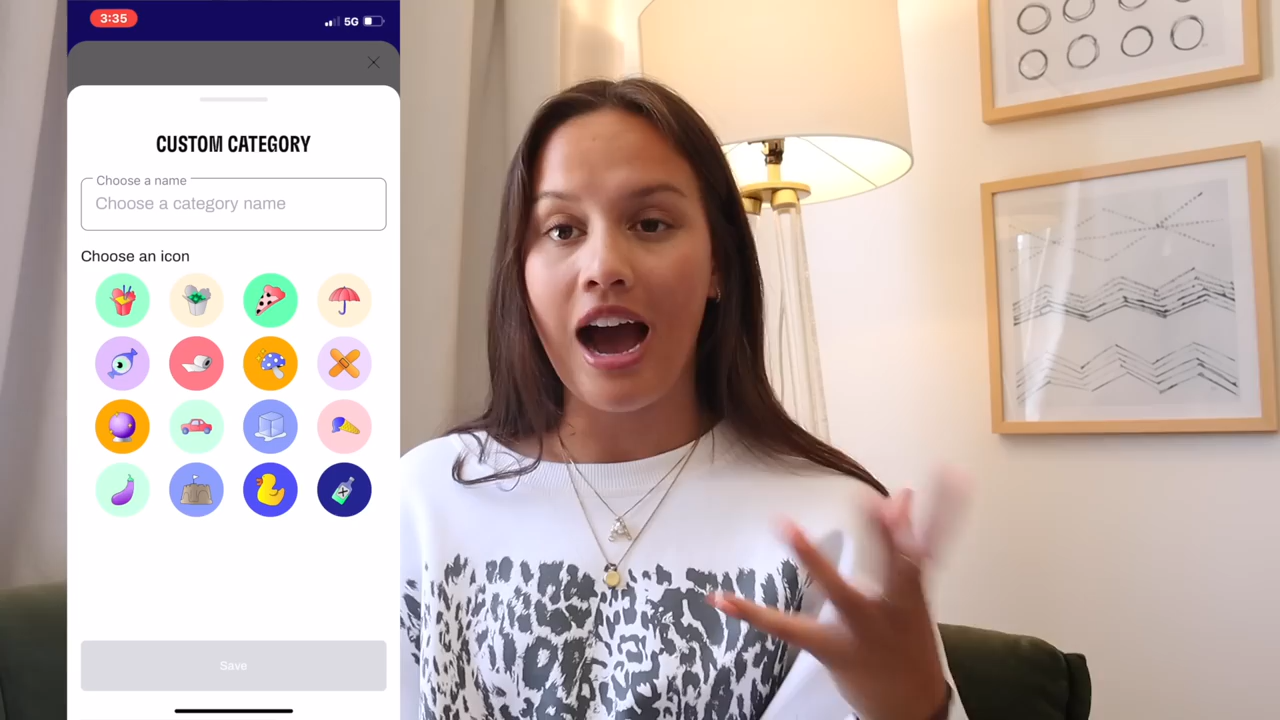 3:35
5G
CUSTOM CATEGORY
Choose a name
Choose a category name
Choose an icon
Save